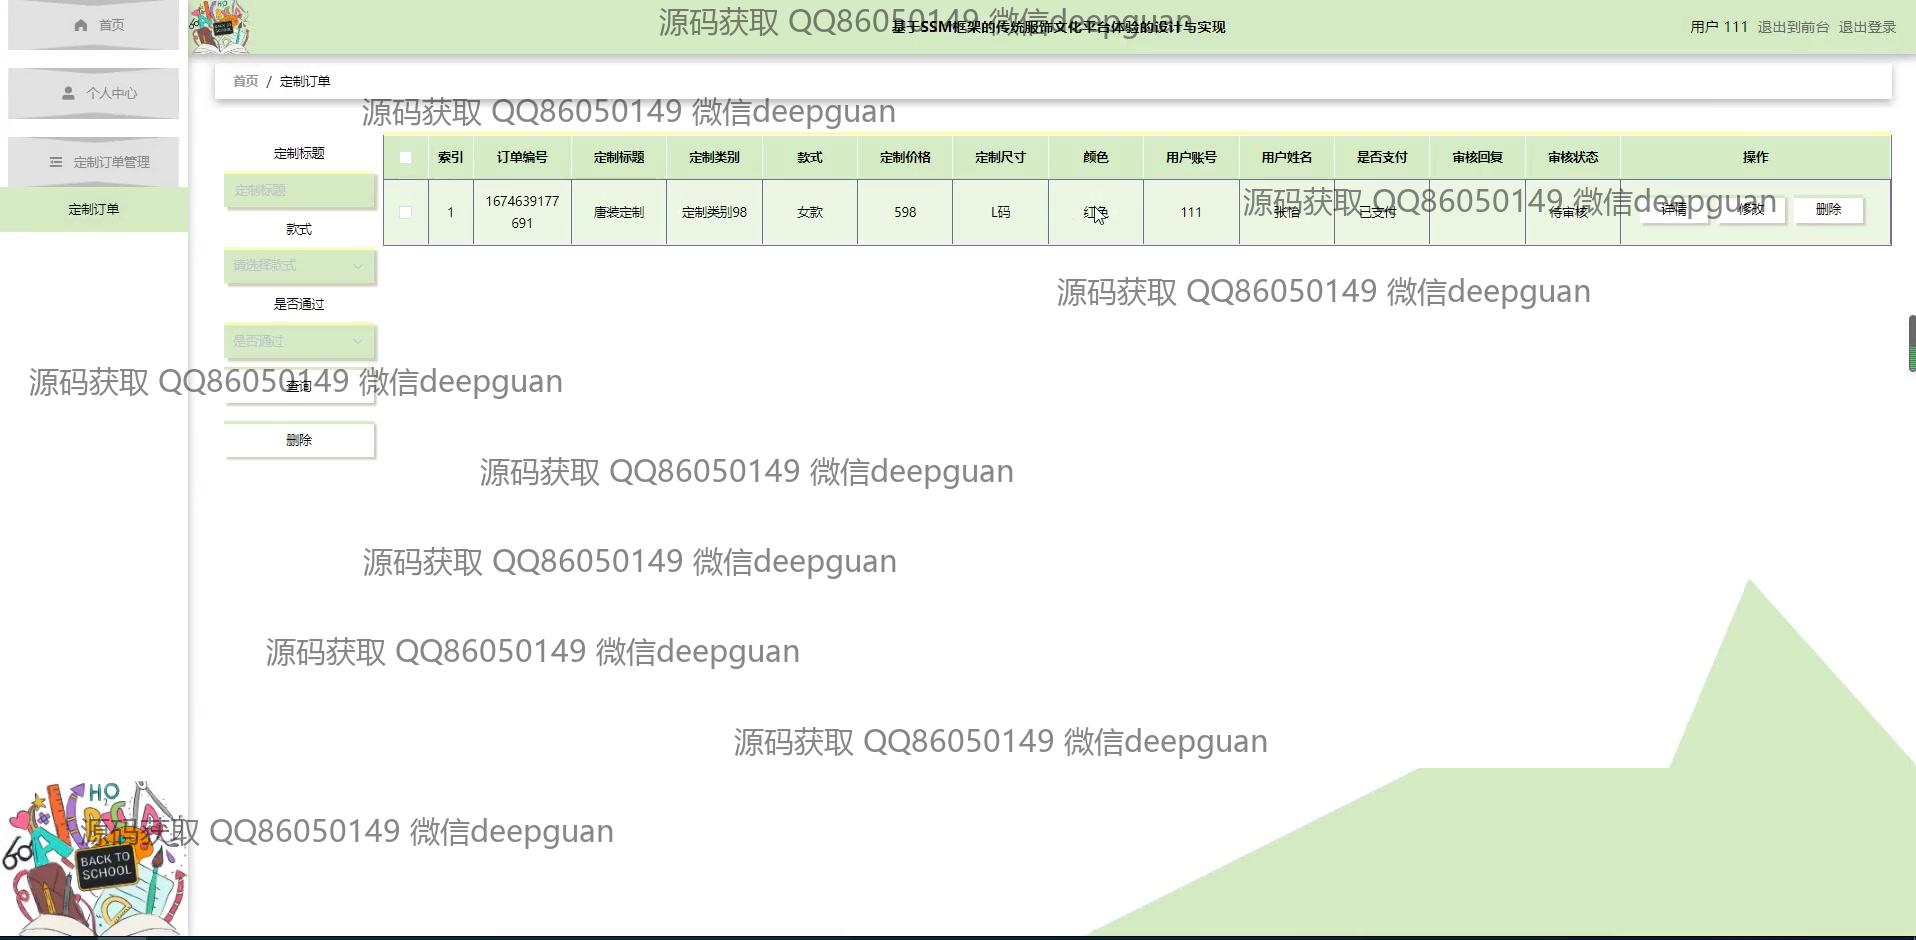 首页
个人中心
定制订单管理
定制订单
基于SSM框架的传统服饰文化平台体验的设计与实现
用户 111 退出到前台 退出登录
源码获取 QQ86050149 微信deepguan
首页 / 定制订单
源码获取 QQ86050149 微信deepguan
定制标题
定制标题
款式
请选择款式
是否通过
是否通过
查询
删除
索引 订单编号 定制标题 定制类别 款式 定制价格 定制尺寸 颜色 用户账号 用户姓名 是否支付 审核回复 审核状态 操作
1 1674639177691 唐装定制 定制类别98 女款 598 L码 红色 111 张怡 已支付 待审核 详情 修改 删除
源码获取 QQ86050149 微信deepguan
源码获取 QQ86050149 微信deepguan
源码获取 QQ86050149 微信deepguan
源码获取 QQ86050149 微信deepguan
源码获取 QQ86050149 微信deepguan
源码获取 QQ86050149 微信deepguan
源码获取 QQ86050149 微信deepguan
源码获取 QQ86050149 微信deepguan
BACK TO
SCHOOL